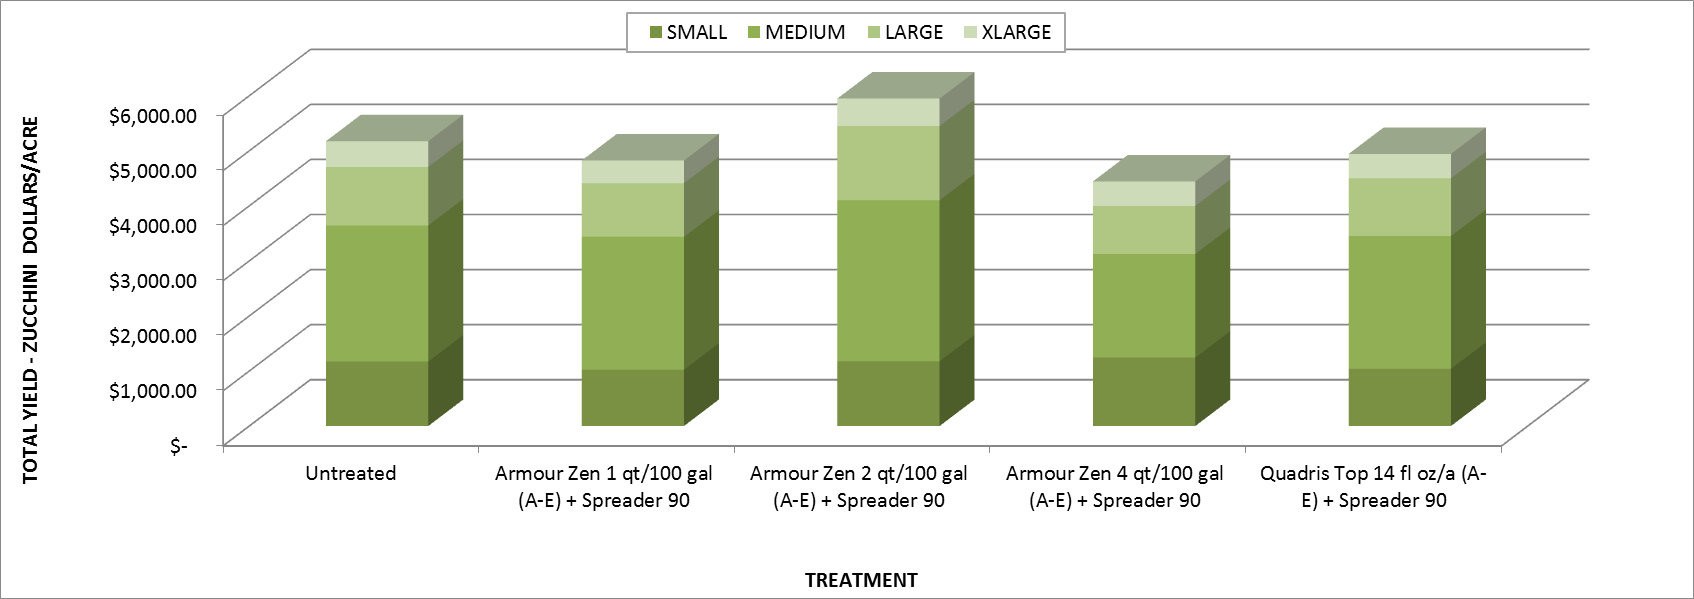 SMALL MEDIUM LARGE XLARGE
TOTAL YIELD - ZUCCHINI DOLLARS/ACRE
$6,000.00
$5,000.00
$4,000.00
$3,000.00
$2,000.00
$1,000.00
$-
Untreated
Armour Zen 1 qt/100 gal
(A-E) + Spreader 90
Armour Zen 2 qt/100 gal
(A-E) + Spreader 90
Armour Zen 4 qt/100 gal
(A-E) + Spreader 90
Quadris Top 14 fl oz/a (A-
E) + Spreader 90
TREATMENT